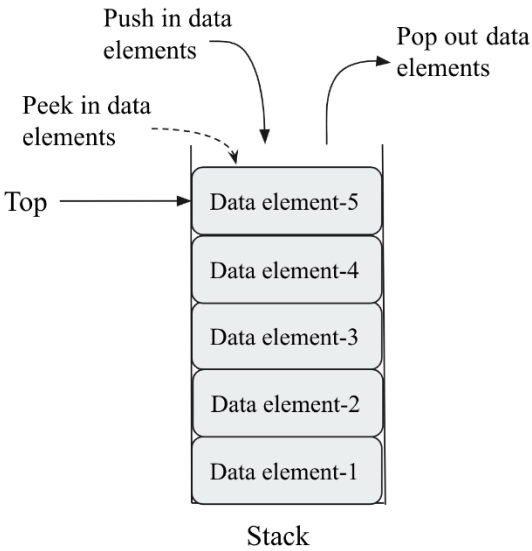 Push in data
elements
Pop out data
elements
Peek in data
elements
Top
Data element-5
Data element-4
Data element-3
Data element-2
Data element-1
Stack